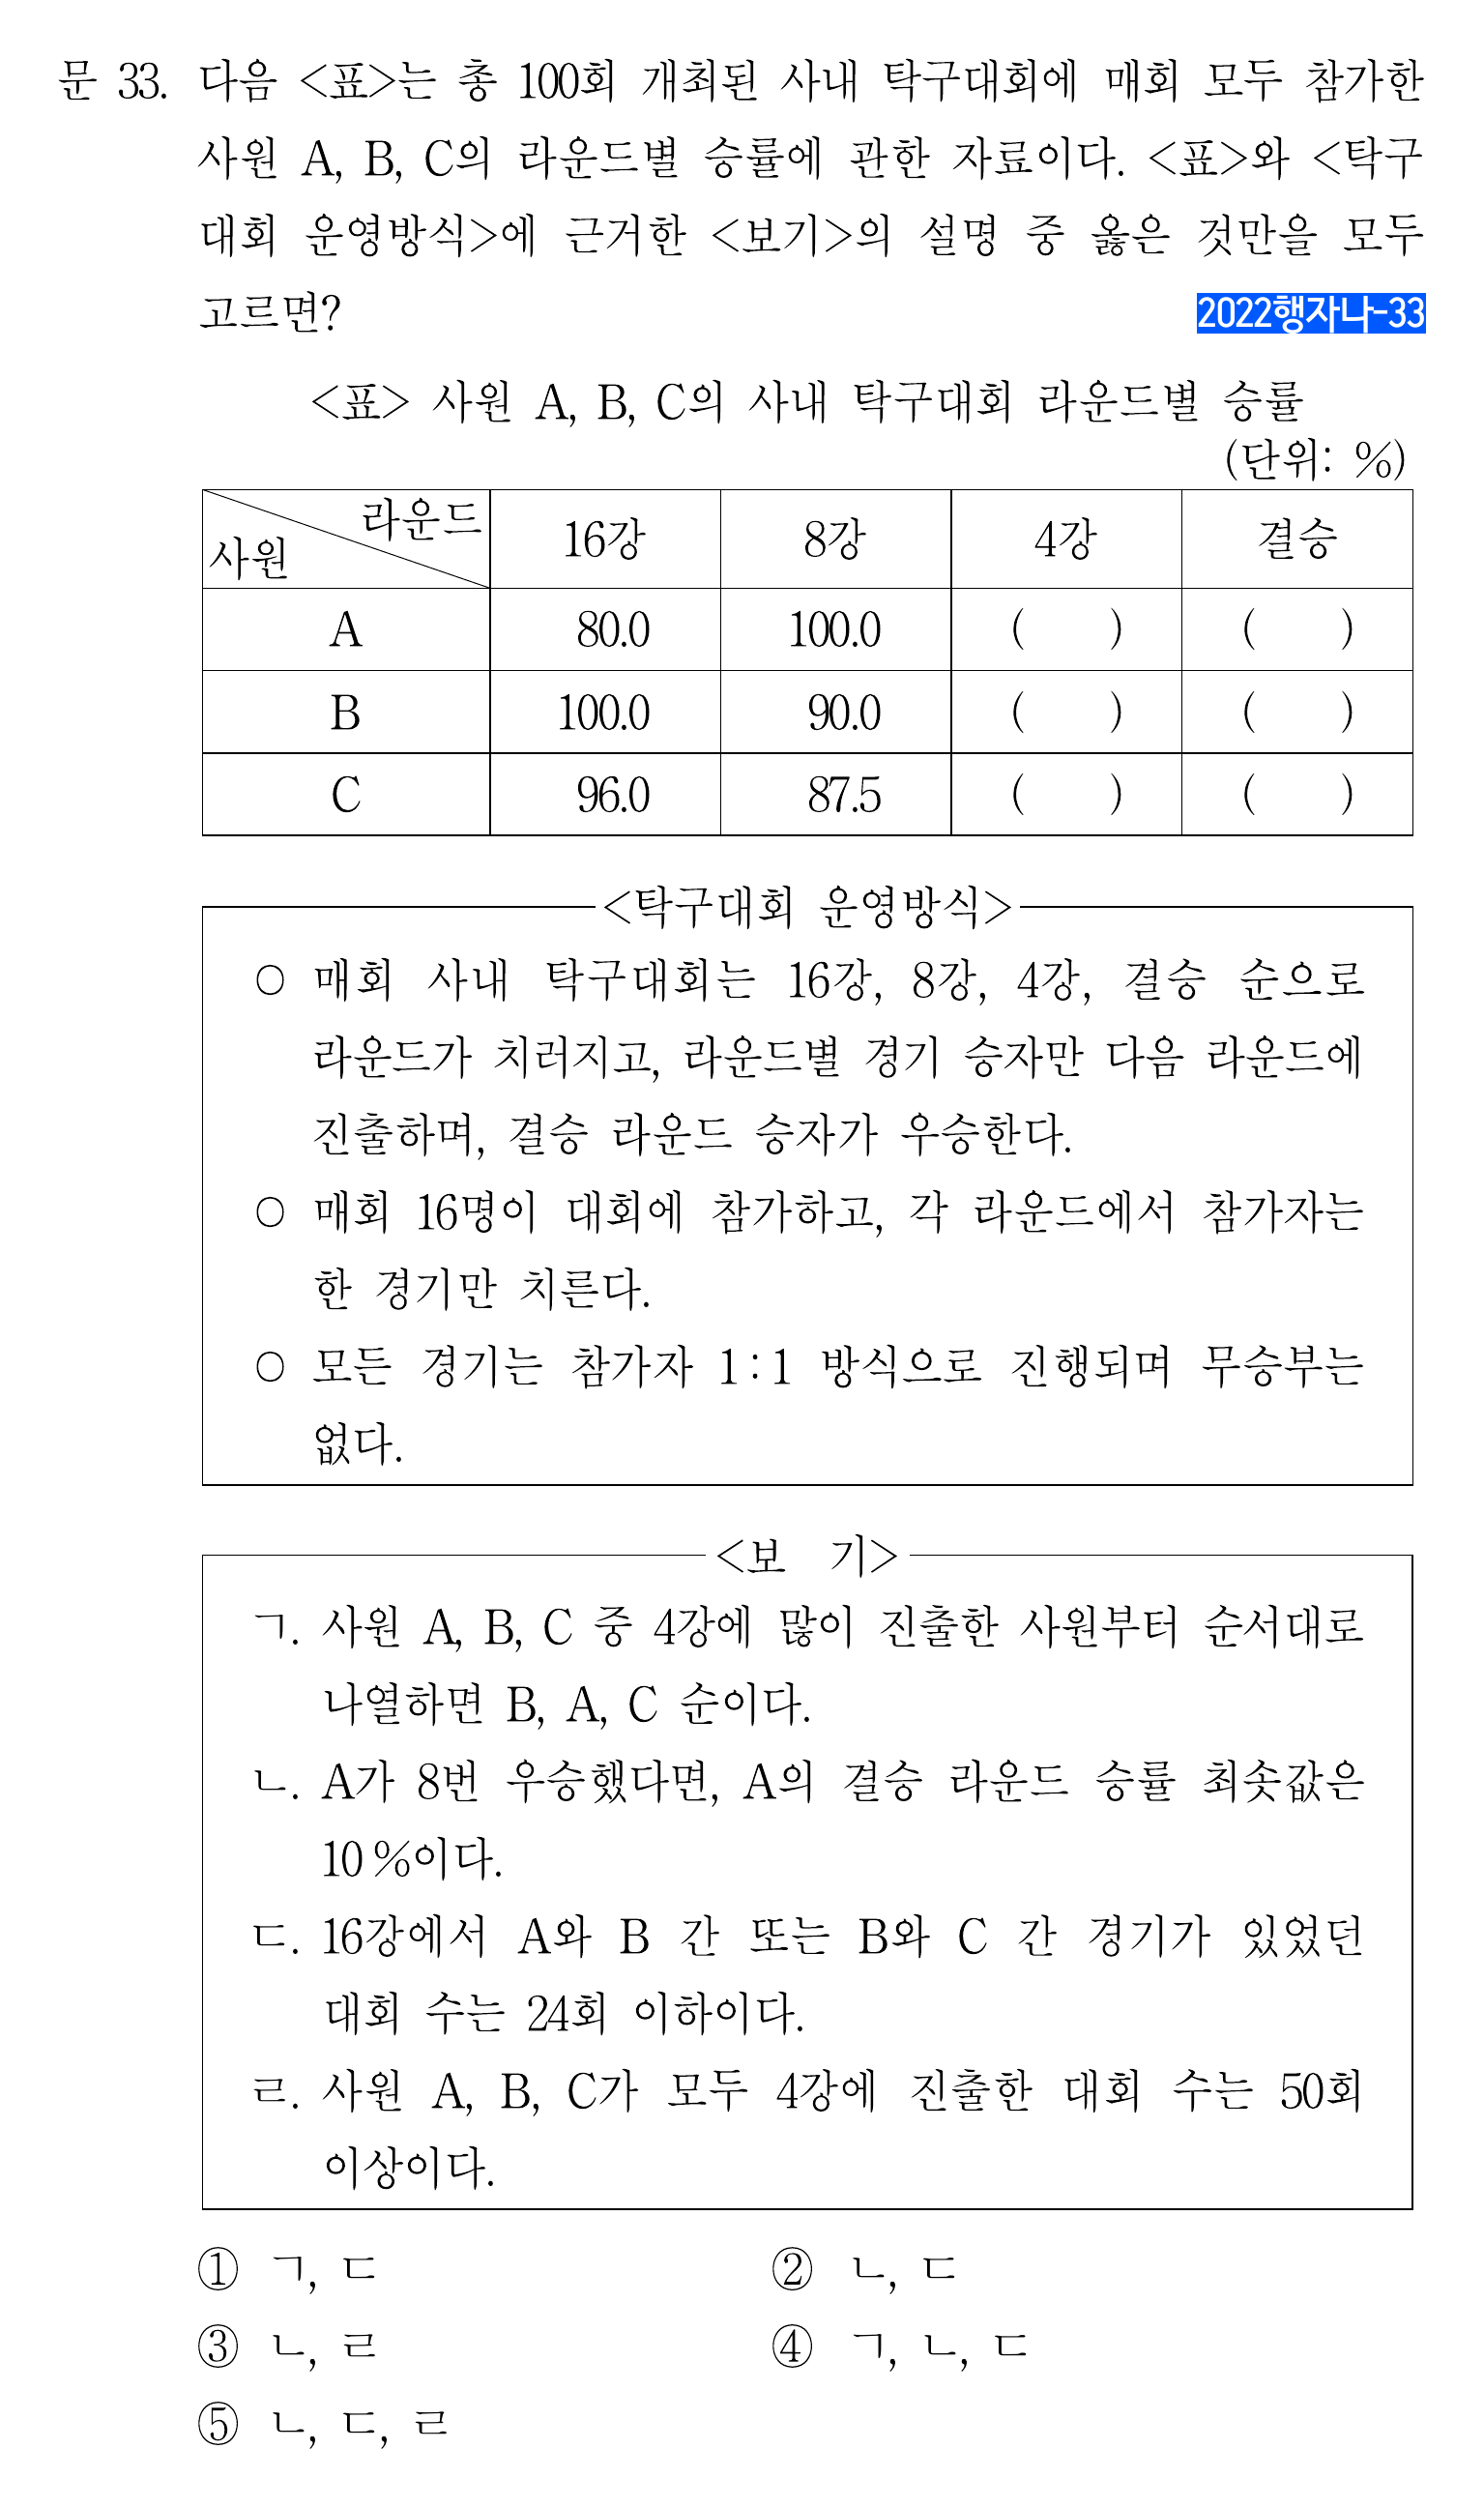 문 33. 다음 <표>는 총 100회 개최된 사내 탁구대회에 매회 모두 참가한
사원 A, B, C의 라운드별 승률에 관한 자료이다. <표>와 <탁구
대회 운영방식>에 근거한 <보기>의 설명 중 옳은 것만을 모두
고르면?
2022행자나-33
<표> 사원 A, B, C의 사내 탁구대회 라운드별 승률
(단위: %)
라운드
사원
16강 8강 4강 결승
A 80.0 100.0 ( ) ( )
B 100.0 90.0 ( ) ( )
C 96.0 87.5 ( ) ( )
<탁구대회 운영방식>
○ 매회 사내 탁구대회는 16강, 8강, 4강, 결승 순으로
라운드가 치러지고, 라운드별 경기 승자만 다음 라운드에
진출하며, 결승 라운드 승자가 우승한다.
○ 매회 16명이 대회에 참가하고, 각 라운드에서 참가자는
한 경기만 치른다.
○ 모든 경기는 참가자 1:1 방식으로 진행되며 무승부는
없다.
<보 기>
ㄱ. 사원 A, B, C 중 4강에 많이 진출한 사원부터 순서대로
나열하면 B, A, C 순이다.
ㄴ. A가 8번 우승했다면, A의 결승 라운드 승률 최솟값은
10%이다.
ㄷ. 16강에서 A와 B 간 또는 B와 C 간 경기가 있었던
대회 수는 24회 이하이다.
ㄹ. 사원 A, B, C가 모두 4강에 진출한 대회 수는 50회
이상이다.
① ㄱ, ㄷ ② ㄴ, ㄷ
③ ㄴ, ㄹ ④ ㄱ, ㄴ, ㄷ
⑤ ㄴ, ㄷ, ㄹ